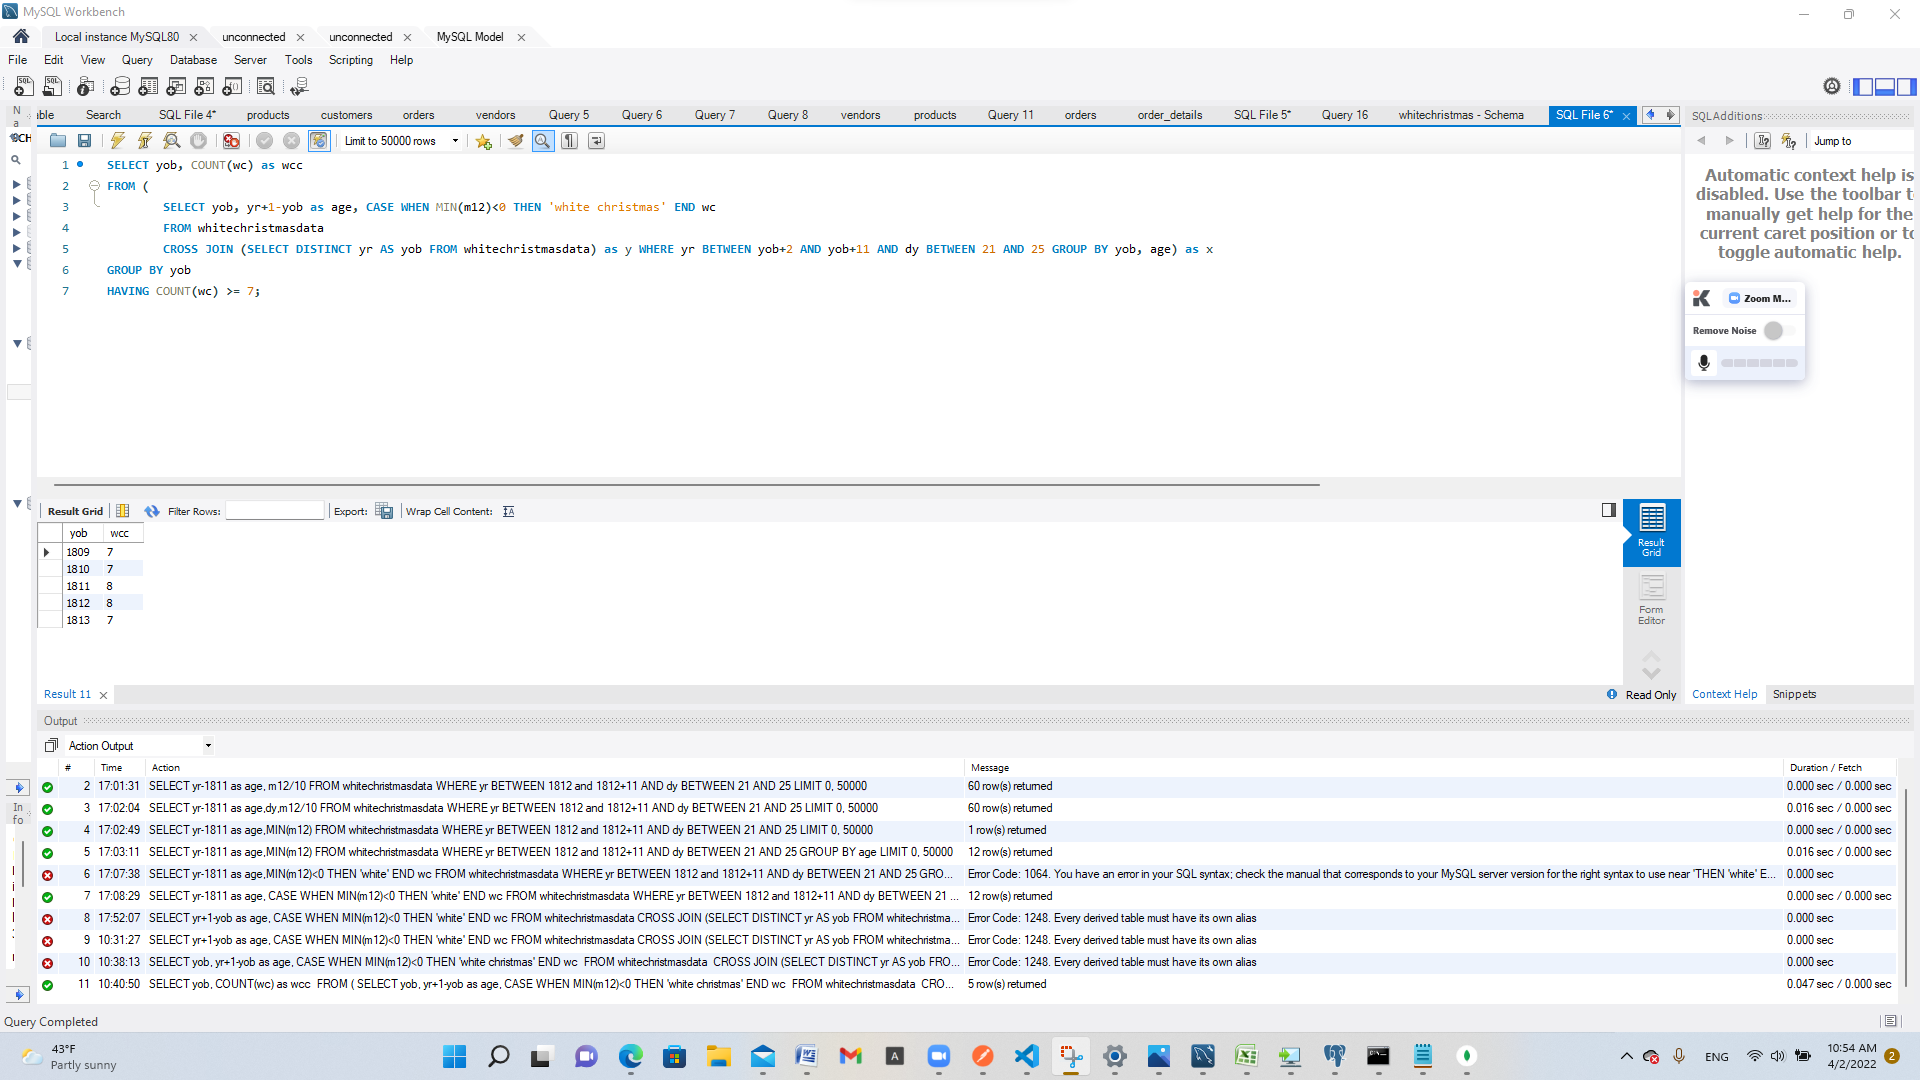 MySQL Workbench
Local instance MySQL80 unconnected unconnected MySQL Model
File Edit View Query Database Server Tools Scripting Help
able Search SQL File 4* products customers orders vendors Query 5 Query 6 Query 7 Query 8 vendors products Query 11 orders order_details SQL File 5* Query 16 whitechristmas - Schema SQL File 6* SQLAdditions
Limit to 50000 rows Jump to
1 SELECT yob, COUNT(wc) as wcc
2 FROM (
3 SELECT yob, yr+1-yob as age, CASE WHEN MIN(m12)<0 THEN 'white christmas' END wc
4 FROM whitechristmasdata
5 CROSS JOIN (SELECT DISTINCT yr AS yob FROM whitechristmasdata) as y WHERE yr BETWEEN yob+2 AND yob+11 AND dy BETWEEN 21 AND 25 GROUP BY yob, age) as x
6 GROUP BY yob
7 HAVING COUNT(wc) >= 7;
Automatic context help is
disabled. Use the toolbar t
manually get help for the
current caret position or to
toggle automatic help.
Zoom M...
Remove Noise
Result Grid Filter Rows: Export: Wrap Cell Content:
yob wcc
1809 7
1810 7
1811 8
1812 8
1813 7
Result
Grid
Form
Editor
Result 11 Read Only Context Help Snippets
Output
Action Output
# Time Action Message Duration / Fetch
2 17:01:31 SELECT yr-1811 as age, m12/10 FROM whitechristmasdata WHERE yr BETWEEN 1812 and 1812+11 AND dy BETWEEN 21 AND 25 LIMIT 0, 50000 60 row(s) returned 0.000 sec / 0.000 sec
3 17:02:04 SELECT yr-1811 as age,dy,m12/10 FROM whitechristmasdata WHERE yr BETWEEN 1812 and 1812+11 AND dy BETWEEN 21 AND 25 LIMIT 0, 50000 60 row(s) returned 0.016 sec / 0.000 sec
4 17:02:49 SELECT yr-1811 as age,MIN(m12) FROM whitechristmasdata WHERE yr BETWEEN 1812 and 1812+11 AND dy BETWEEN 21 AND 25 LIMIT 0, 50000 1 row(s) returned 0.000 sec / 0.000 sec
5 17:03:11 SELECT yr-1811 as age,MIN(m12) FROM whitechristmasdata WHERE yr BETWEEN 1812 and 1812+11 AND dy BETWEEN 21 AND 25 GROUP BY age LIMIT 0, 50000 12 row(s) returned 0.016 sec / 0.000 sec
6 17:07:38 SELECT yr-1811 as age,MIN(m12)<0 THEN 'white' END wc FROM whitechristmasdata WHERE yr BETWEEN 1812 and 1812+11 AND dy BETWEEN 21 AND 25 GRO... Error Code: 1064. You have an error in your SQL syntax; check the manual that corresponds to your MySQL server version for the right syntax to use near 'THEN 'white' E... 0.000 sec
7 17:08:29 SELECT yr-1811 as age, CASE WHEN MIN(m12)<0 THEN 'white' END wc FROM whitechristmasdata WHERE yr BETWEEN 1812 and 1812+11 AND dy BETWEEN 21 ... 12 row(s) returned 0.000 sec / 0.000 sec
8 17:52:07 SELECT yr+1-yob as age, CASE WHEN MIN(m12)<0 THEN 'white' END wc FROM whitechristmasdata CROSS JOIN (SELECT DISTINCT yr AS yob FROM whitechristma... Error Code: 1248. Every derived table must have its own alias 0.000 sec
9 10:31:27 SELECT yr+1-yob as age, CASE WHEN MIN(m12)<0 THEN 'white' END wc FROM whitechristmasdata CROSS JOIN (SELECT DISTINCT yr AS yob FROM whitechristma... Error Code: 1248. Every derived table must have its own alias 0.000 sec
10 10:38:13 SELECT yob, yr+1-yob as age, CASE WHEN MIN(m12)<0 THEN 'white christmas' END wc FROM whitechristmasdata CROSS JOIN (SELECT DISTINCT yr AS yob FRO... Error Code: 1248. Every derived table must have its own alias 0.000 sec
11 10:40:50 SELECT yob, COUNT(wc) as wcc FROM ( SELECT yob, yr+1-yob as age, CASE WHEN MIN(m12)<0 THEN 'white christmas' END wc FROM whitechristmasdata CRO... 5 row(s) returned 0.047 sec / 0.000 sec
Query Completed
43°F
Partly sunny
ENG
10:54 AM
4/2/2022
2